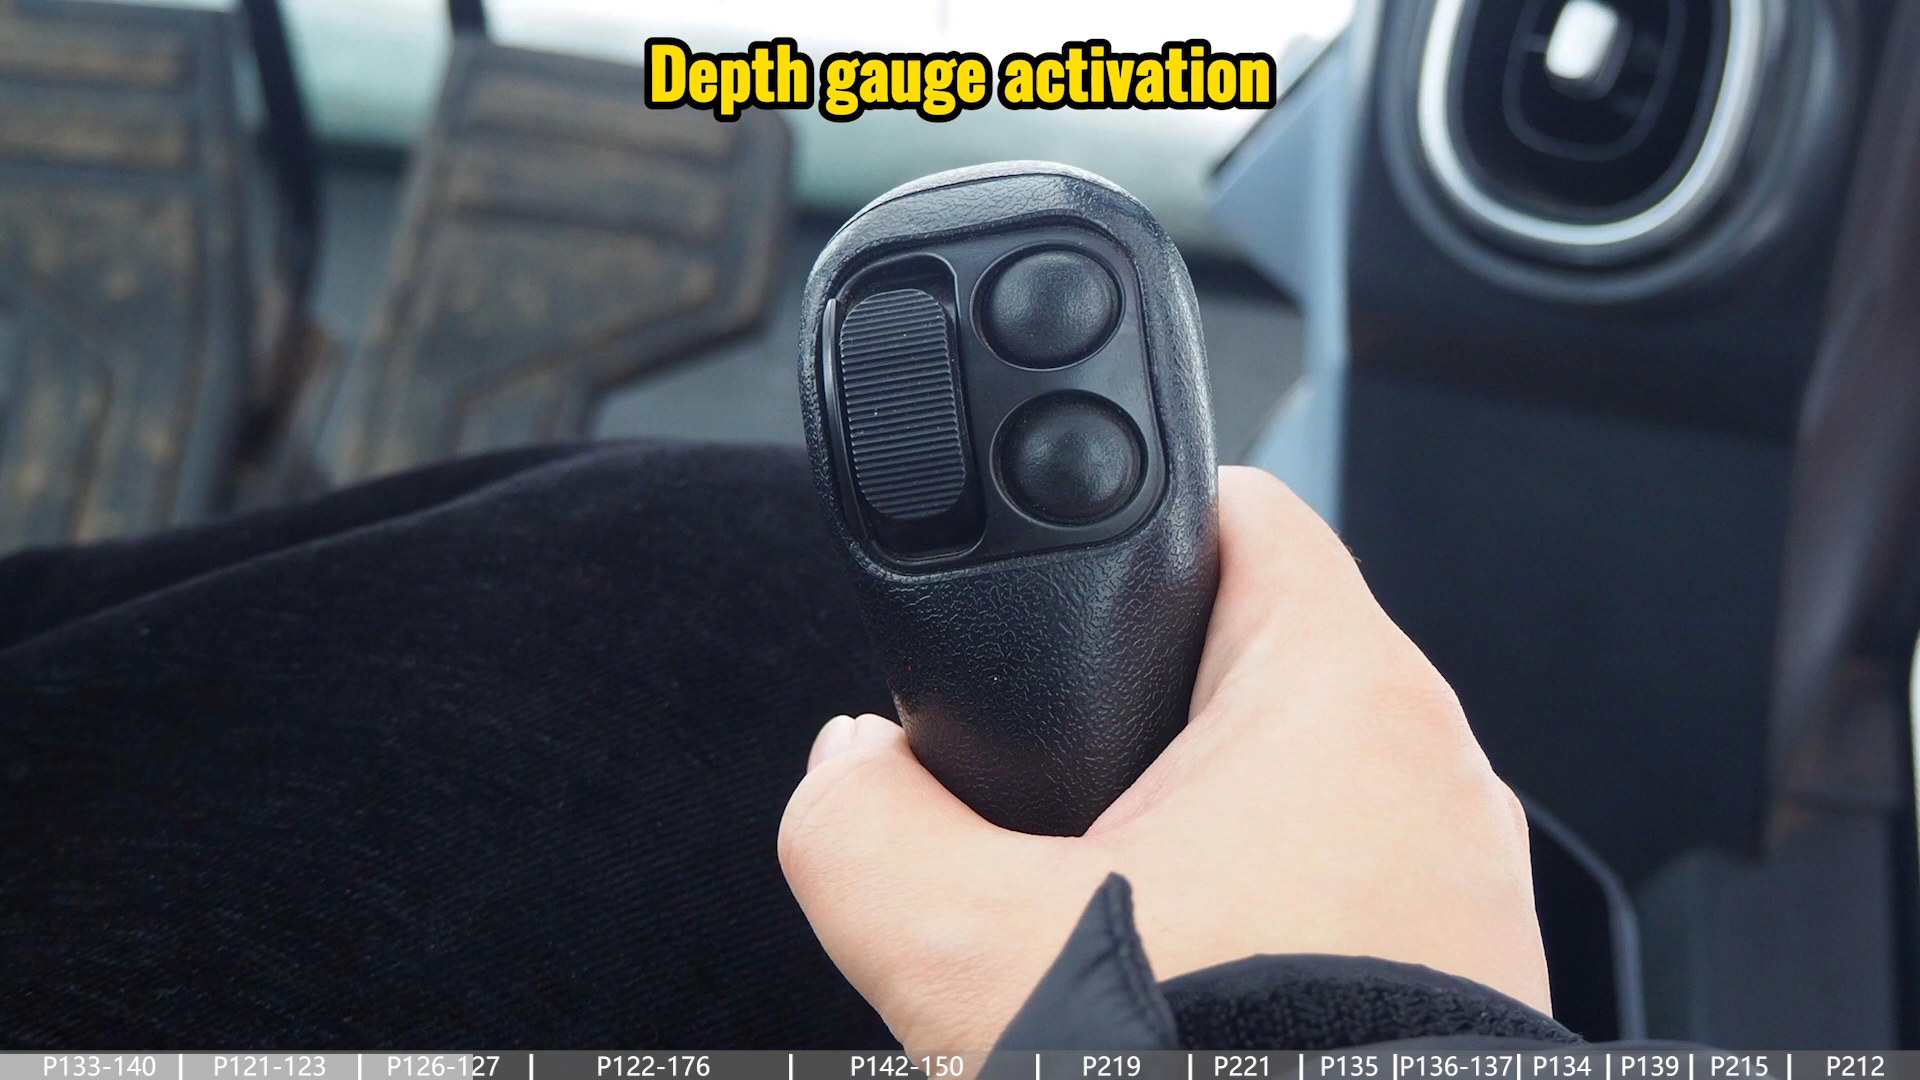 Depth gauge activation
P133-140 | P121-123 | P126-127 | P122-176 | P142-150 | P219 | P221 | P135 | P136-137 | P134 | P139 | P215 | P212